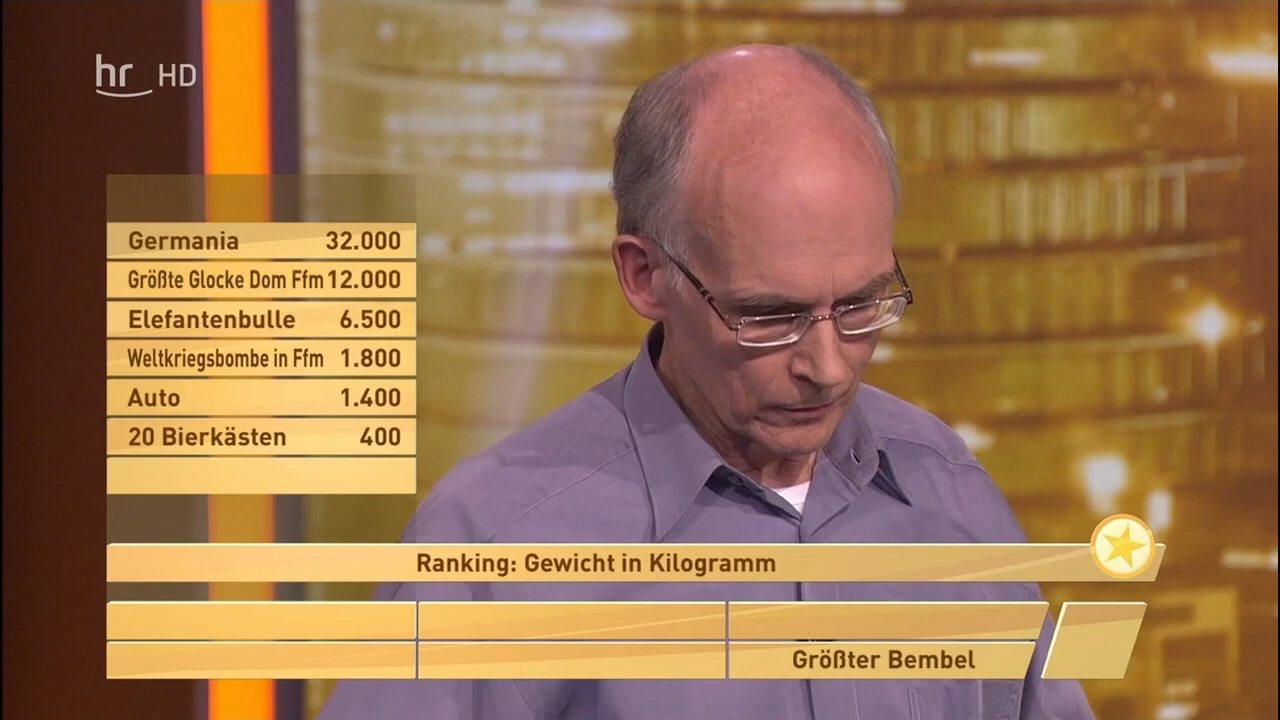 hr HD
Germania 32.000
Größte Glocke Dom Ffm 12.000
Elefantenbulle 6.500
Weltkriegsbombe in Ffm 1.800
Auto 1.400
20 Bierkästen 400
Ranking: Gewicht in Kilogramm
Größter Bembel